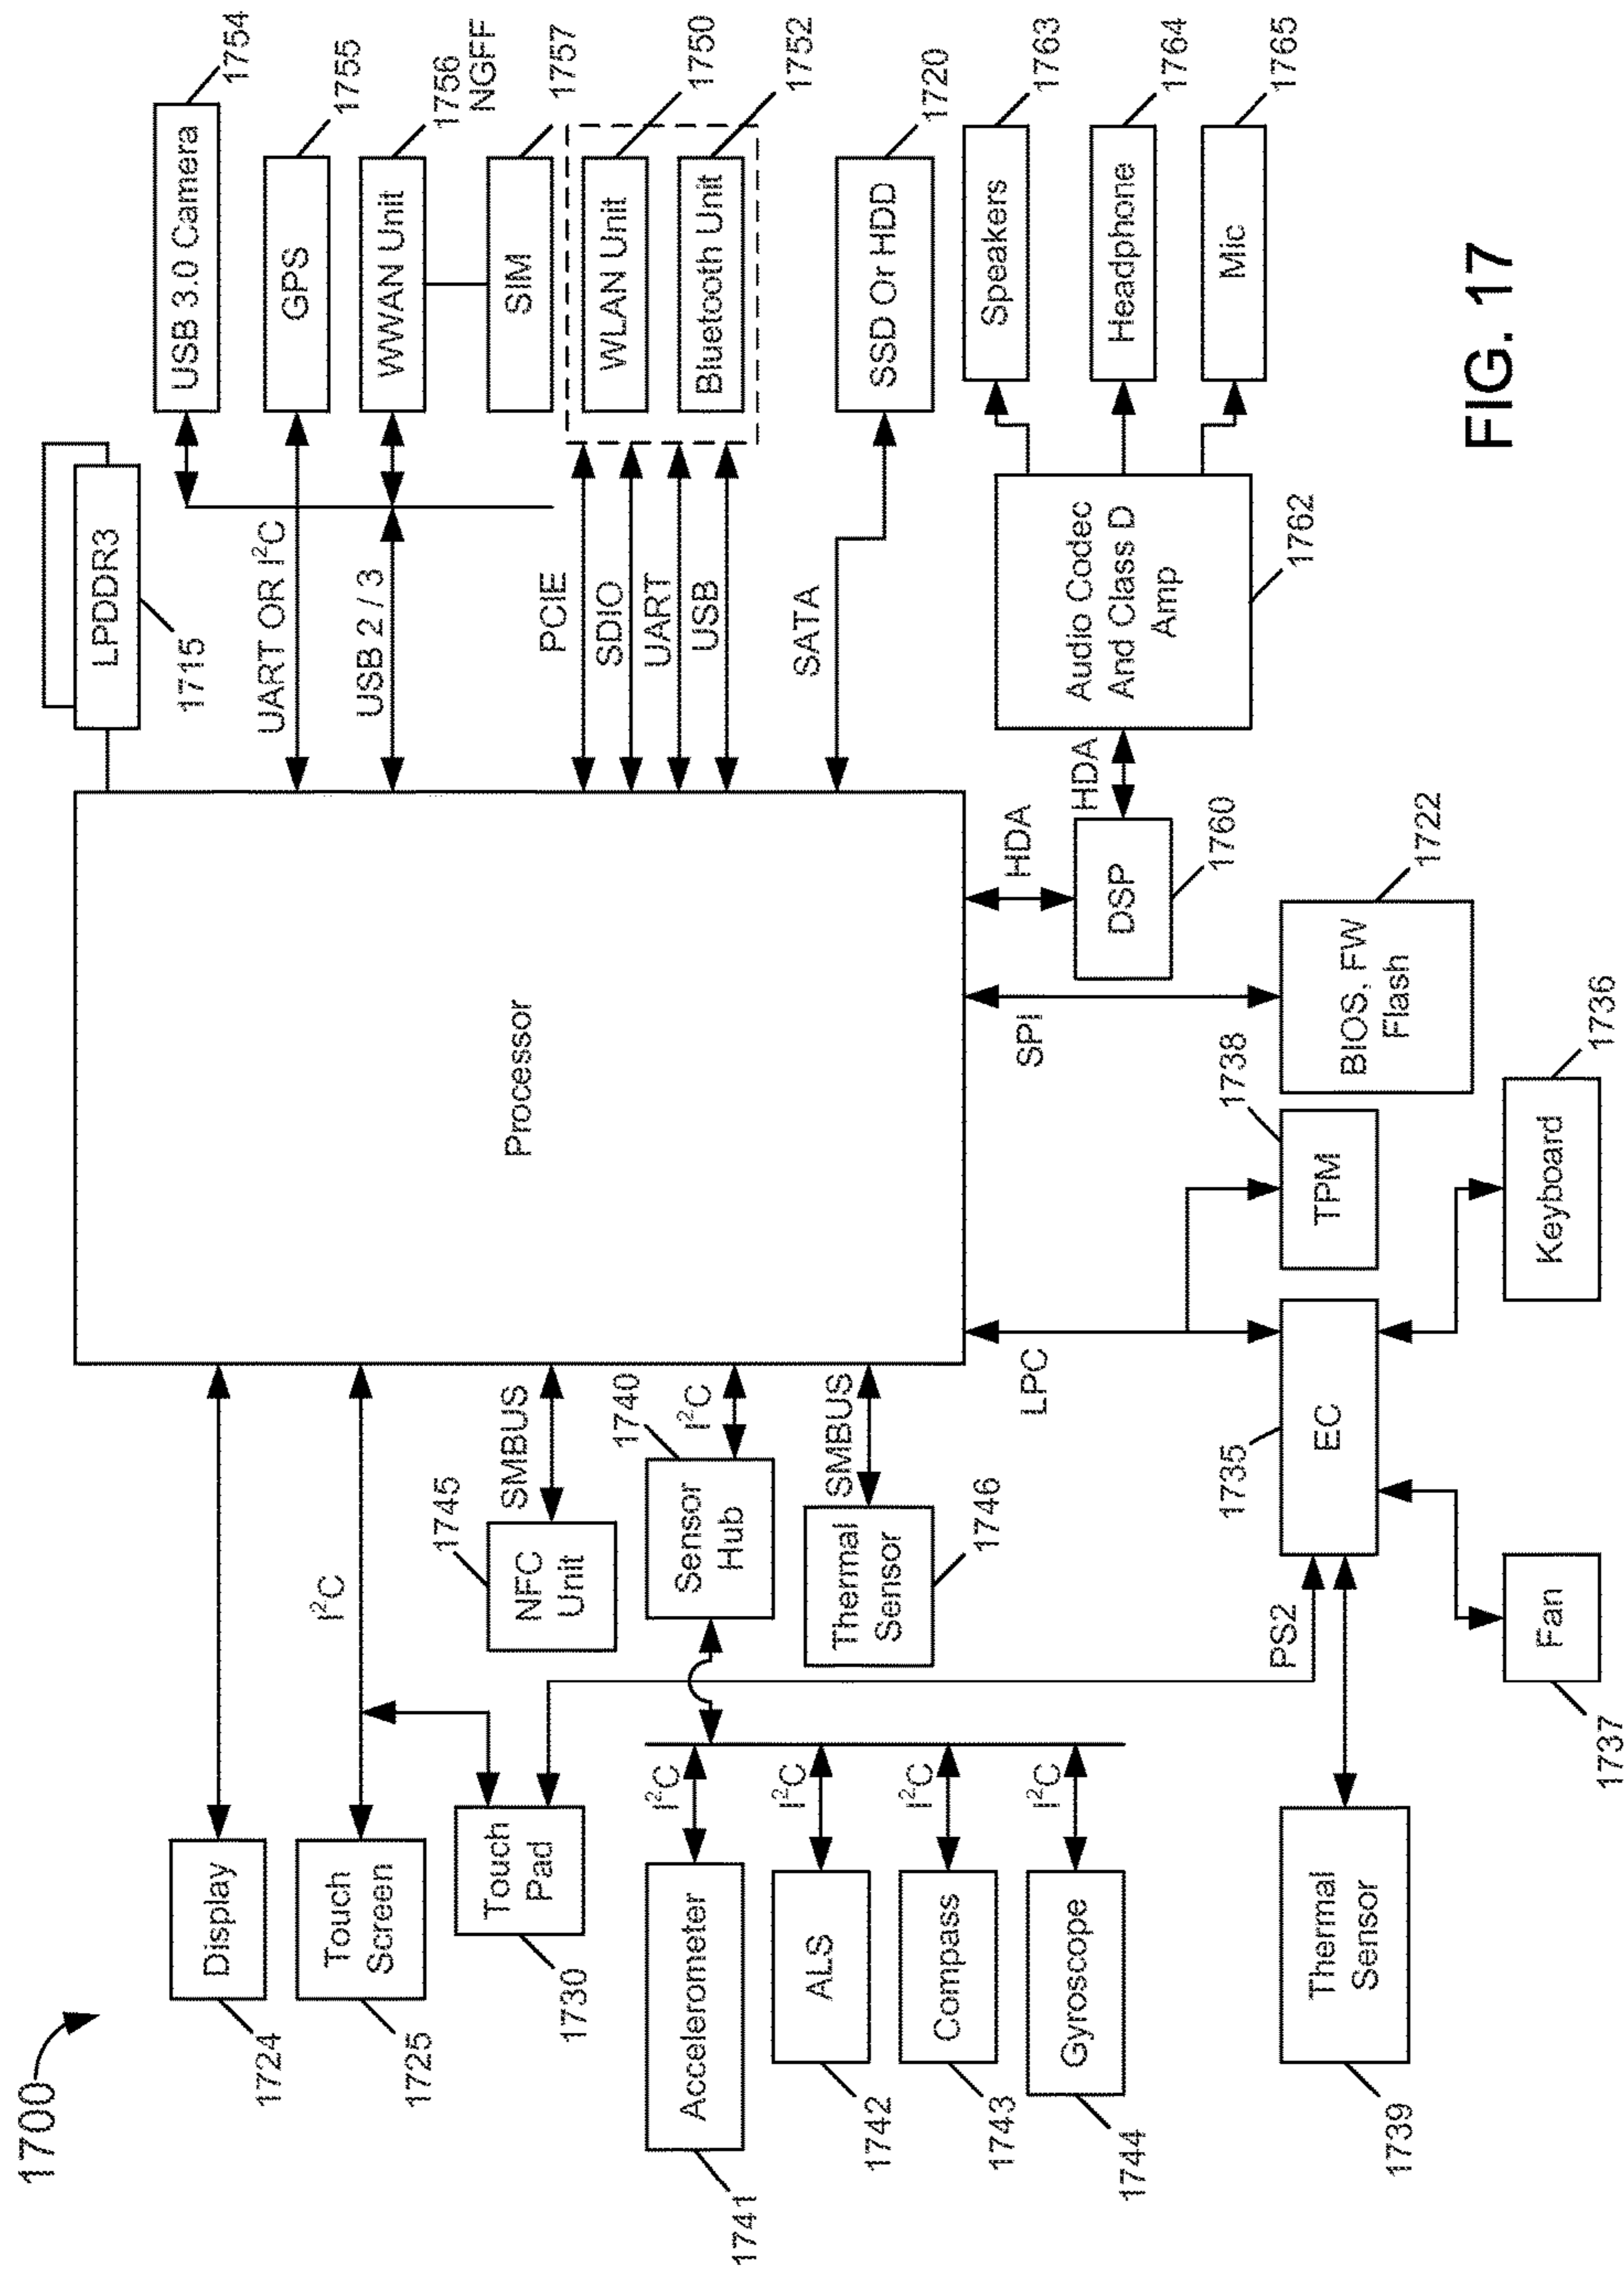 1700
LPDDR3
1715
Processor
Display
1724
I²C
Touch
Screen
1725
Touch
Pad
1730
1745
NFC
Unit
SMBUS
1740
Sensor
Hub
I²C
Thermal
Sensor
SMBUS
1746
Accelerometer
1741
I²C
ALS
1742
I²C
Compass
1743
I²C
Gyroscope
1744
I²C
Thermal
Sensor
1739
PS2
1735
EC
LPC
Fan
1737
Keyboard
1736
TPM
1738
SPI
BIOS, FW
Flash
1722
HDA
DSP
1760
HDA
Audio Codec
And Class D
Amp
1762
USB 3.0 Camera
1754
UART OR I²C
GPS
1755
USB 2 / 3
WWAN Unit
1756
NGFF
SIM
1757
PCIE
SDIO
UART
USB
WLAN Unit
1750
Bluetooth Unit
1752
SATA
SSD Or HDD
1720
Speakers
1763
Headphone
1764
Mic
1765
FIG. 17